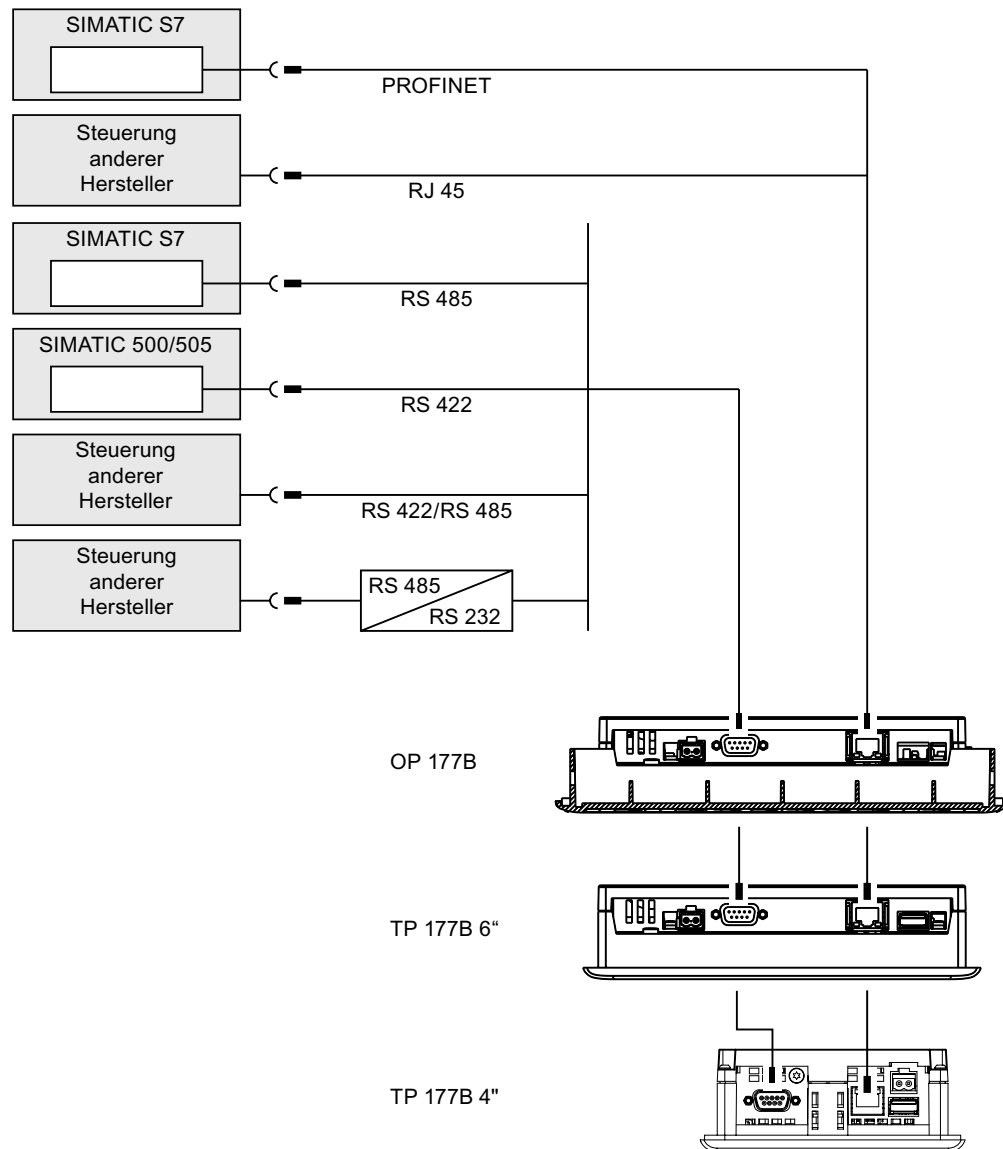 SIMATIC S7
PROFINET
Steuerung
anderer
Hersteller
RJ 45
SIMATIC S7
RS 485
SIMATIC 500/505
RS 422
Steuerung
anderer
Hersteller
RS 422/RS 485
Steuerung
anderer
Hersteller
RS 485
RS 232
OP 177B
TP 177B 6“
TP 177B 4"